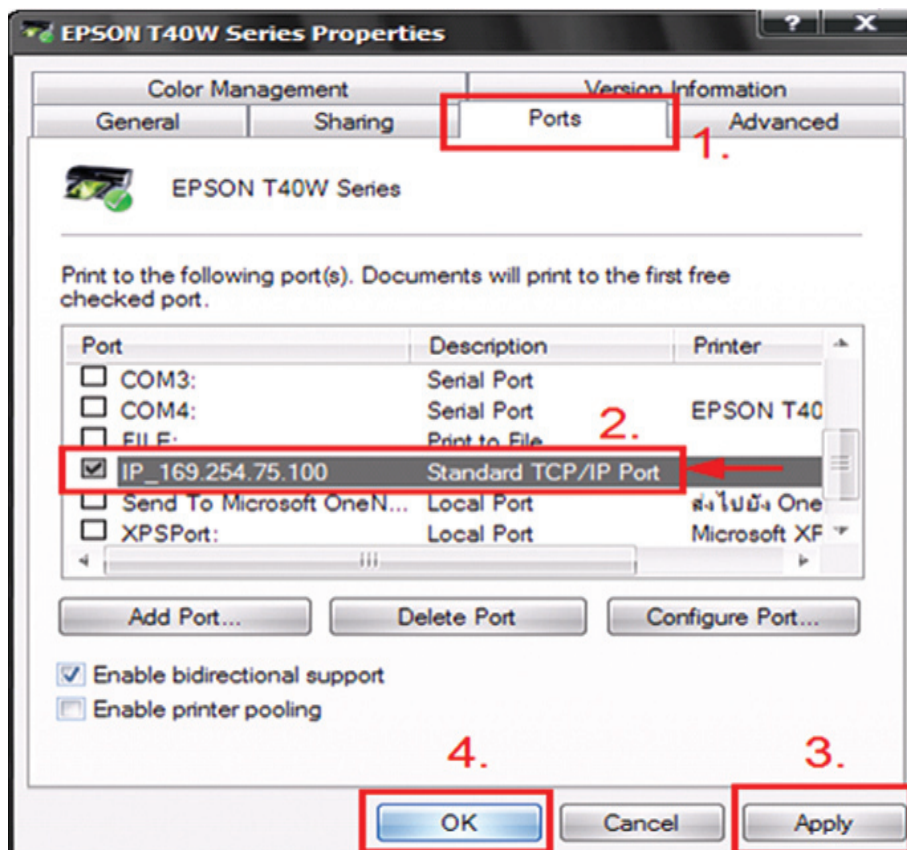 EPSON T40W Series Properties
? X
Color Management Version Information
General Sharing Ports Advanced
1.
EPSON T40W Series
Print to the following port(s). Documents will print to the first free
checked port.
Port Description Printer
COM3: Serial Port
COM4: Serial Port EPSON T40
FILE: Print to File
2.
IP_169.254.75.100 Standard TCP/IP Port
Send To Microsoft OneN... Local Port ส่งไปยัง One
XPSPort: Local Port Microsoft XF
Add Port... Delete Port Configure Port...
Enable bidirectional support
Enable printer pooling
4. 3.
OK Cancel Apply